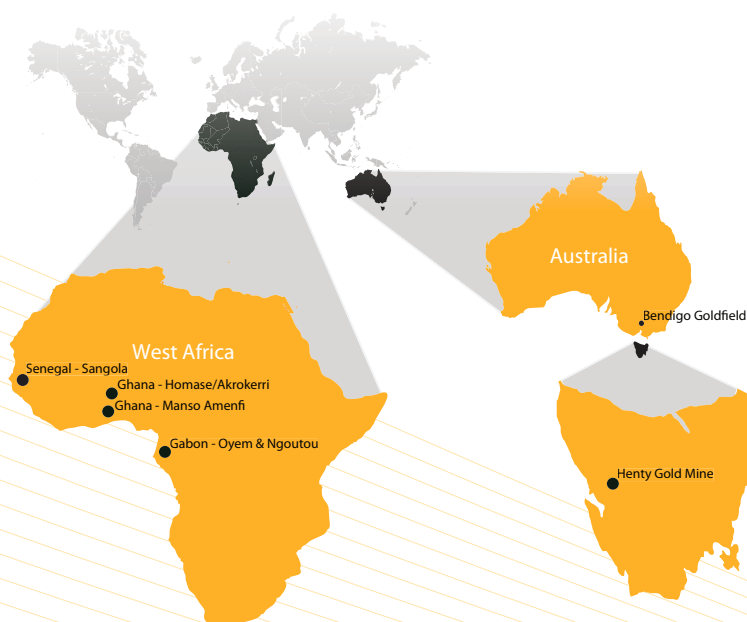 Australia
Bendigo Goldfield
West Africa
Senegal - Sangola
Ghana - Homase/Akrokerri
Ghana - Manso Amenfi
Gabon - Oyem & Ngoutou
Henty Gold Mine